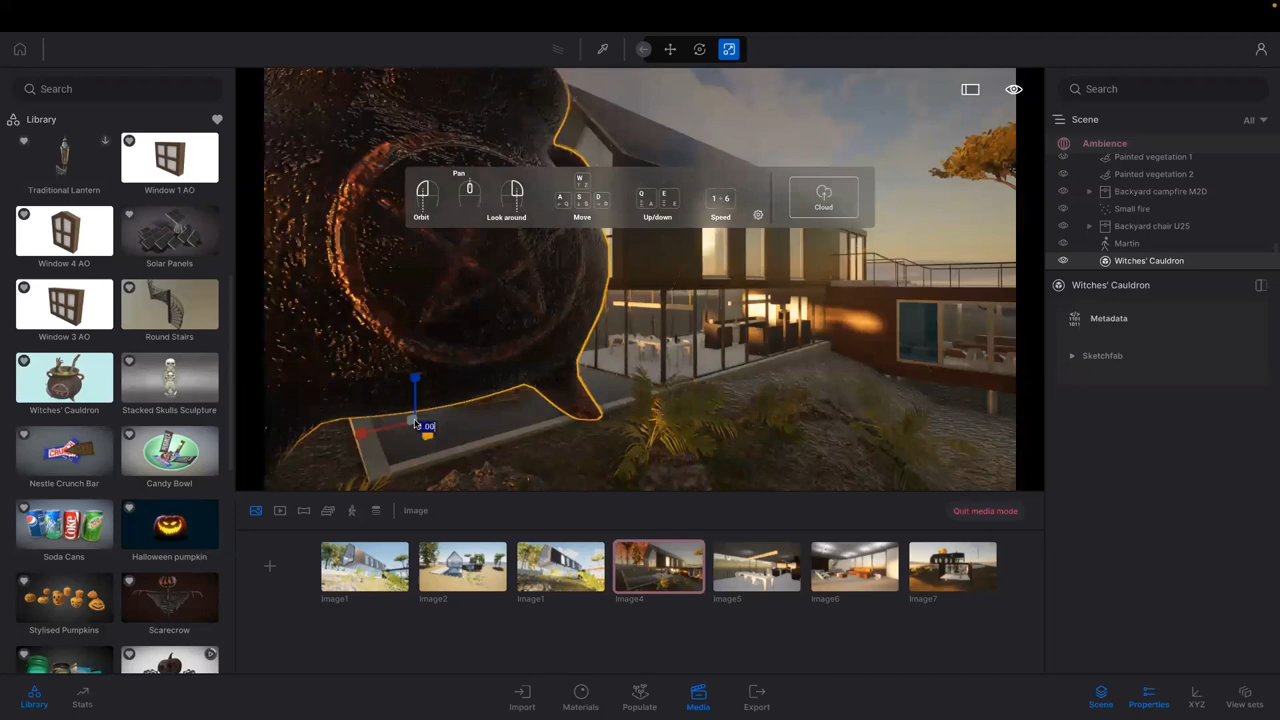 Search
Library
Traditional Lantern
Window 1 AO
Window 4 AO
Solar Panels
Window 3 AO
Round Stairs
Witches' Cauldron
Stacked Skulls Sculpture
Nestle Crunch Bar
Candy Bowl
Soda Cans
Halloween pumpkin
Stylised Pumpkins
Scarecrow
Library
Stats
Pan
Orbit
Look around
Move
Up/down
1 - 6
Speed
Cloud
Image
Quit media mode
Image1
Image2
Image1
Image4
Image5
Image6
Image7
Import
Materials
Populate
Media
Export
Search
Scene
All
Ambience
Painted vegetation 1
Painted vegetation 2
Backyard campfire M2D
Small fire
Backyard chair U25
Martin
Witches' Cauldron
Witches' Cauldron
Metadata
Sketchfab
Scene
Properties
XYZ
View sets